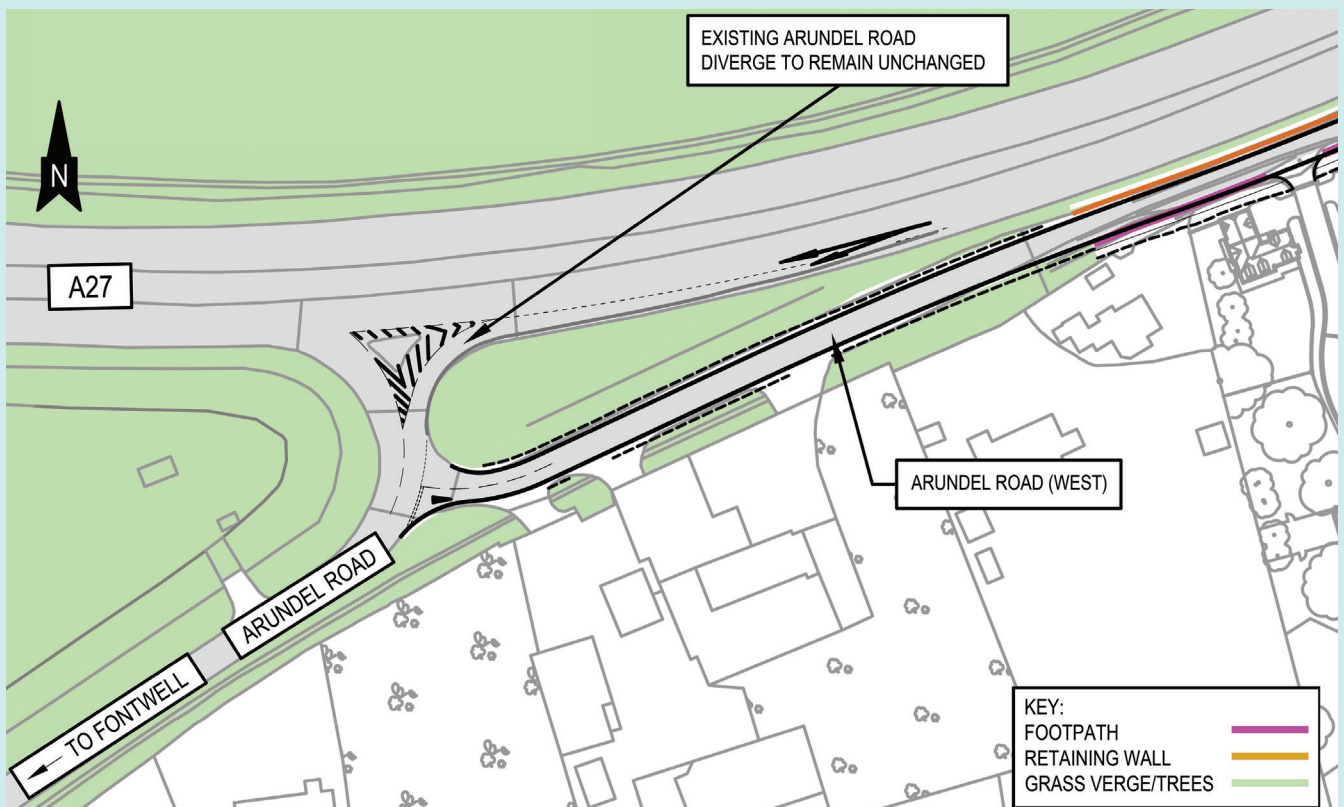 EXISTING ARUNDEL ROAD
DIVERGE TO REMAIN UNCHANGED
N
A27
ARUNDEL ROAD (WEST)
ARUNDEL ROAD
TO FONTWELL
KEY:
FOOTPATH
RETAINING WALL
GRASS VERGE/TREES